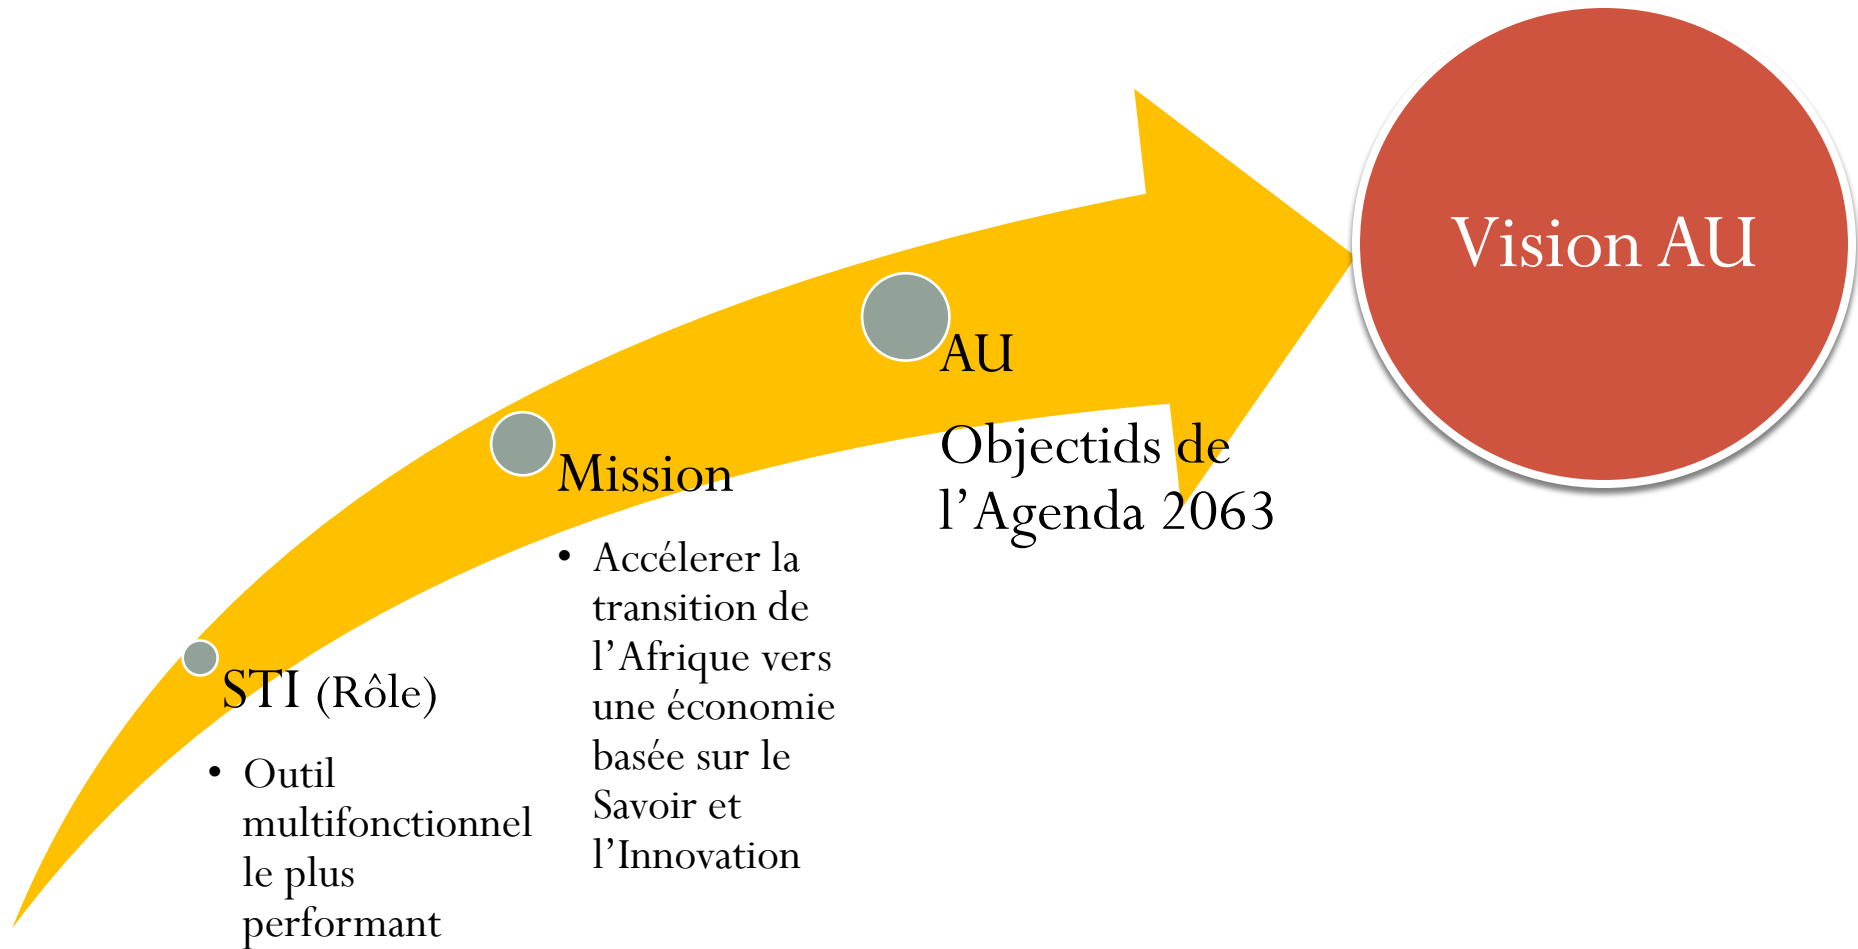 STI (Rôle)
• Outil
multifonctionnel
le plus
performant
Mission
• Accélerer la
transition de
l’Afrique vers
une économie
basée sur le
Savoir et
l’Innovation
AU
Objectids de
l’Agenda 2063
Vision AU